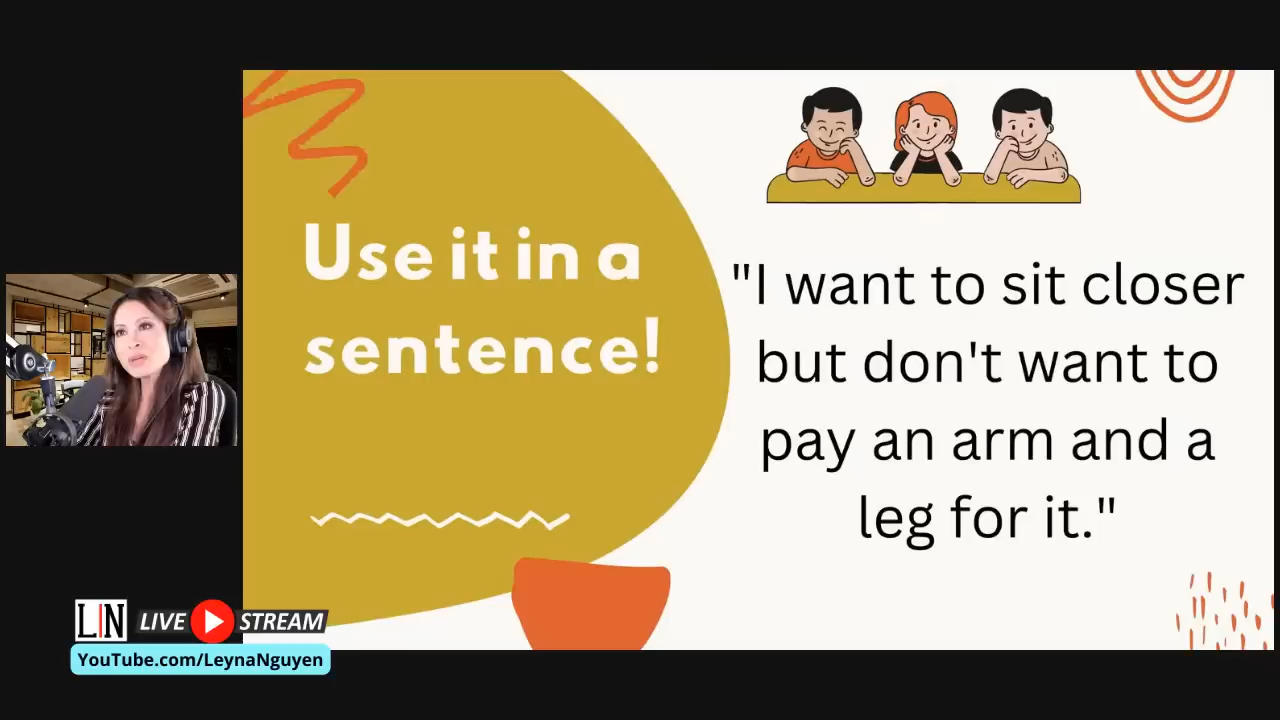 Use it in a
sentence!
"I want to sit closer
but don't want to
pay an arm and a
leg for it."
LIN LIVE STREAM
YouTube.com/LeynaNguyen